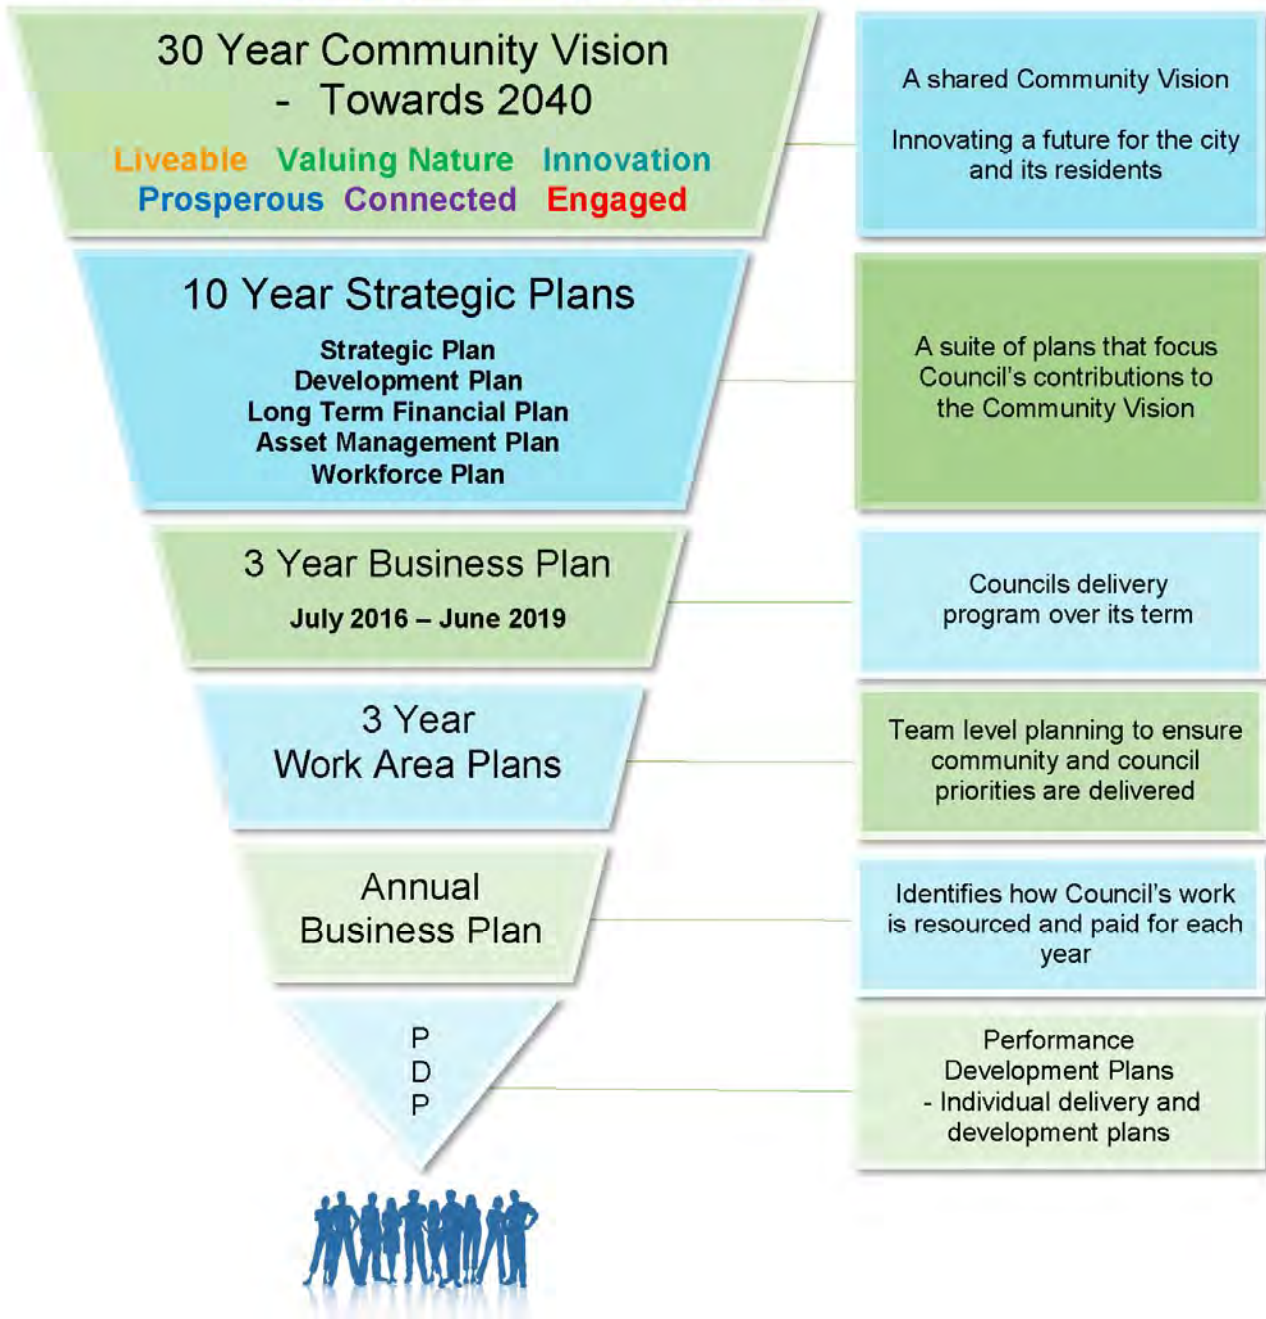 30 Year Community Vision
- Towards 2040
Liveable Valuing Nature Innovation
Prosperous Connected Engaged
A shared Community Vision
Innovating a future for the city
and its residents
10 Year Strategic Plans
Strategic Plan
Development Plan
Long Term Financial Plan
Asset Management Plan
Workforce Plan
A suite of plans that focus
Council's contributions to
the Community Vision
3 Year Business Plan
July 2016 – June 2019
Councils delivery
program over its term
3 Year
Work Area Plans
Team level planning to ensure
community and council
priorities are delivered
Annual
Business Plan
Identifies how Council's work
is resourced and paid for each
year
P
D
P
Performance
Development Plans
- Individual delivery and
development plans